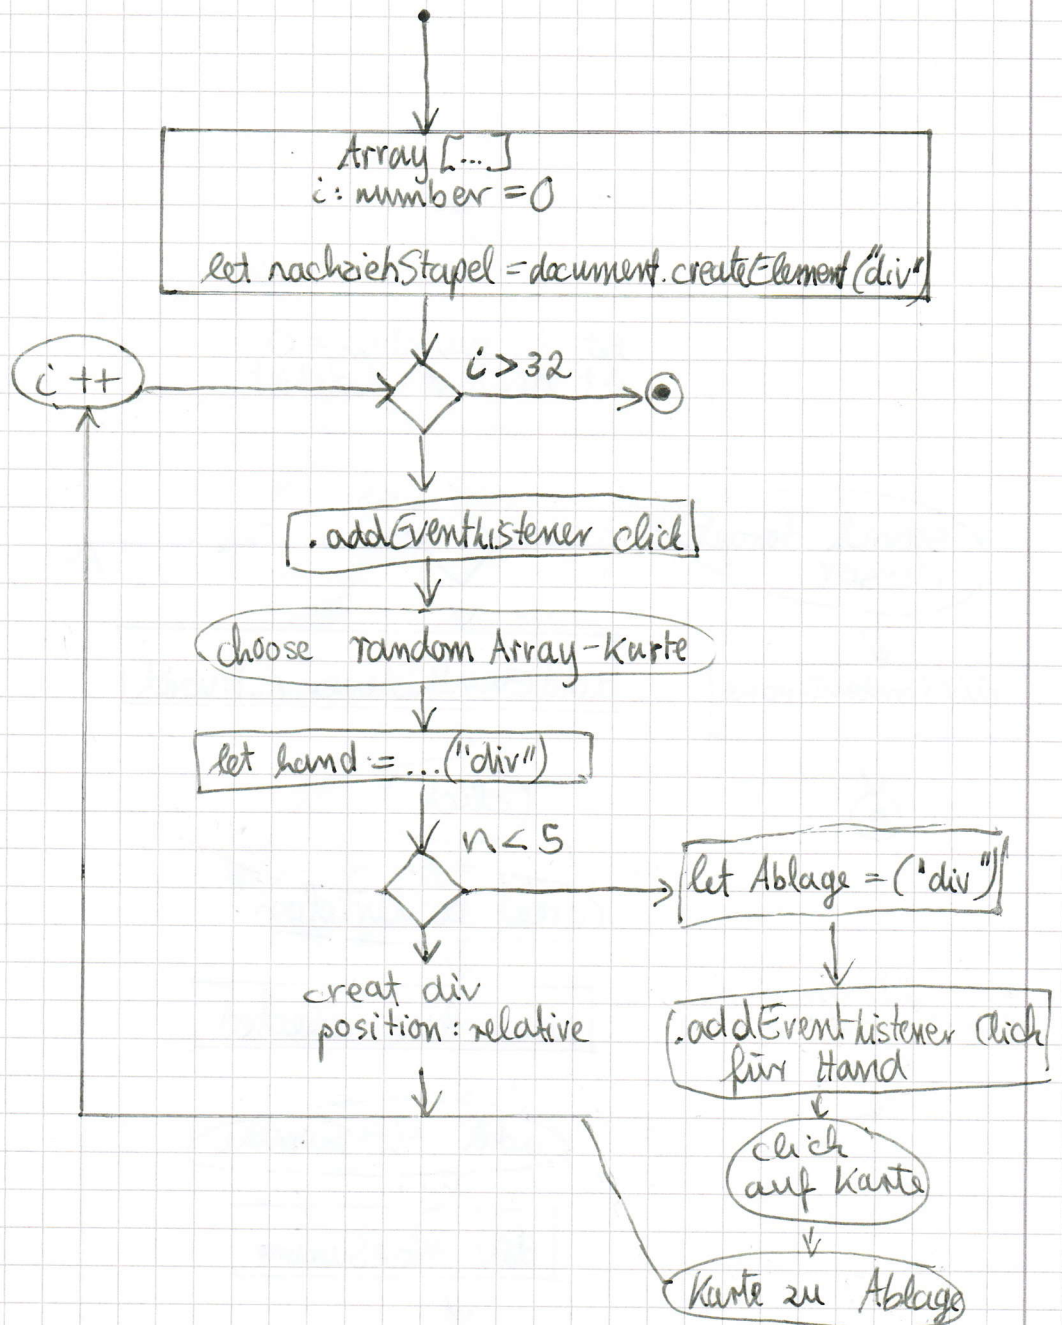 Array [...]
i: number = 0
let nachziehStapel = document.createElement("div")
i > 32
i ++
.addEventListener click
choose random Array-Karte
let hand = ...("div")
n < 5
let Ablage = ("div")
creat div
position: relative
.addEventListener Click
für Hand
click
auf Karte
Karte zu Ablage